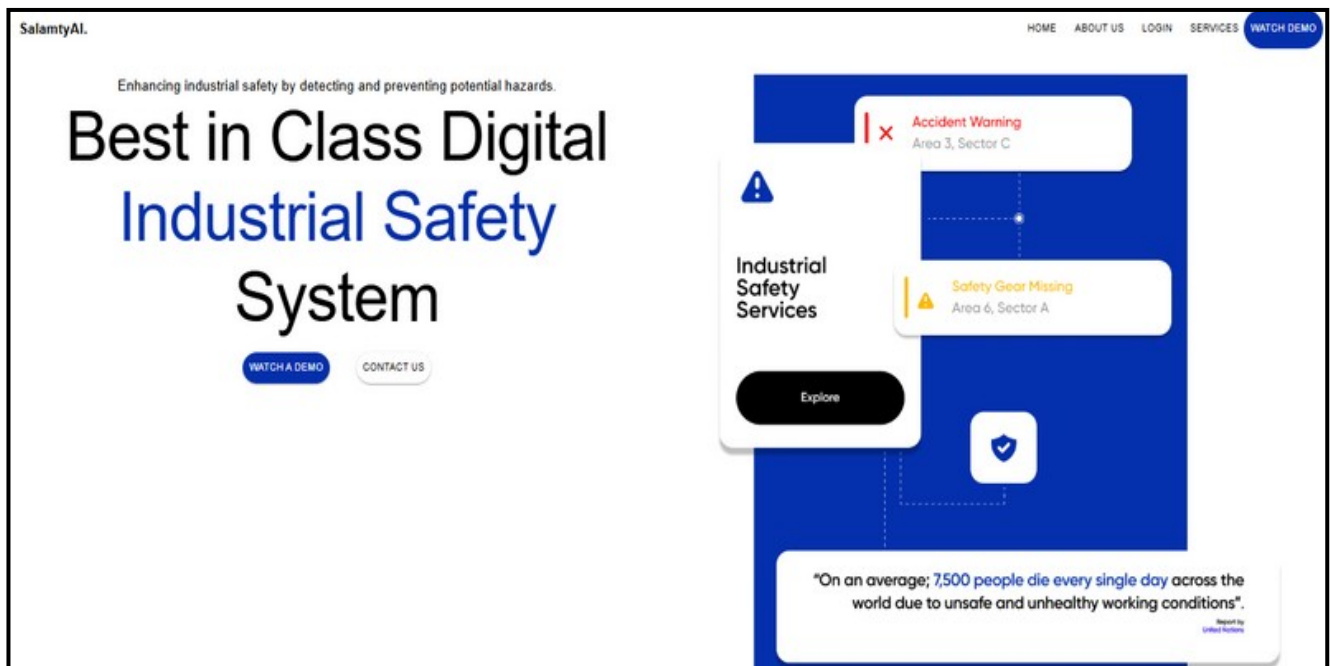 SalamtyAI.
HOME ABOUT US LOGIN SERVICES WATCH DEMO
Enhancing industrial safety by detecting and preventing potential hazards.
Best in Class Digital
Industrial Safety
System
WATCH A DEMO CONTACT US
Accident Warning
Area 3, Sector C
Industrial
Safety
Services
Safety Gear Missing
Area 6, Sector A
Explore
“On an average; 7,500 people die every single day across the
world due to unsafe and unhealthy working conditions”.
Report by
United Nations